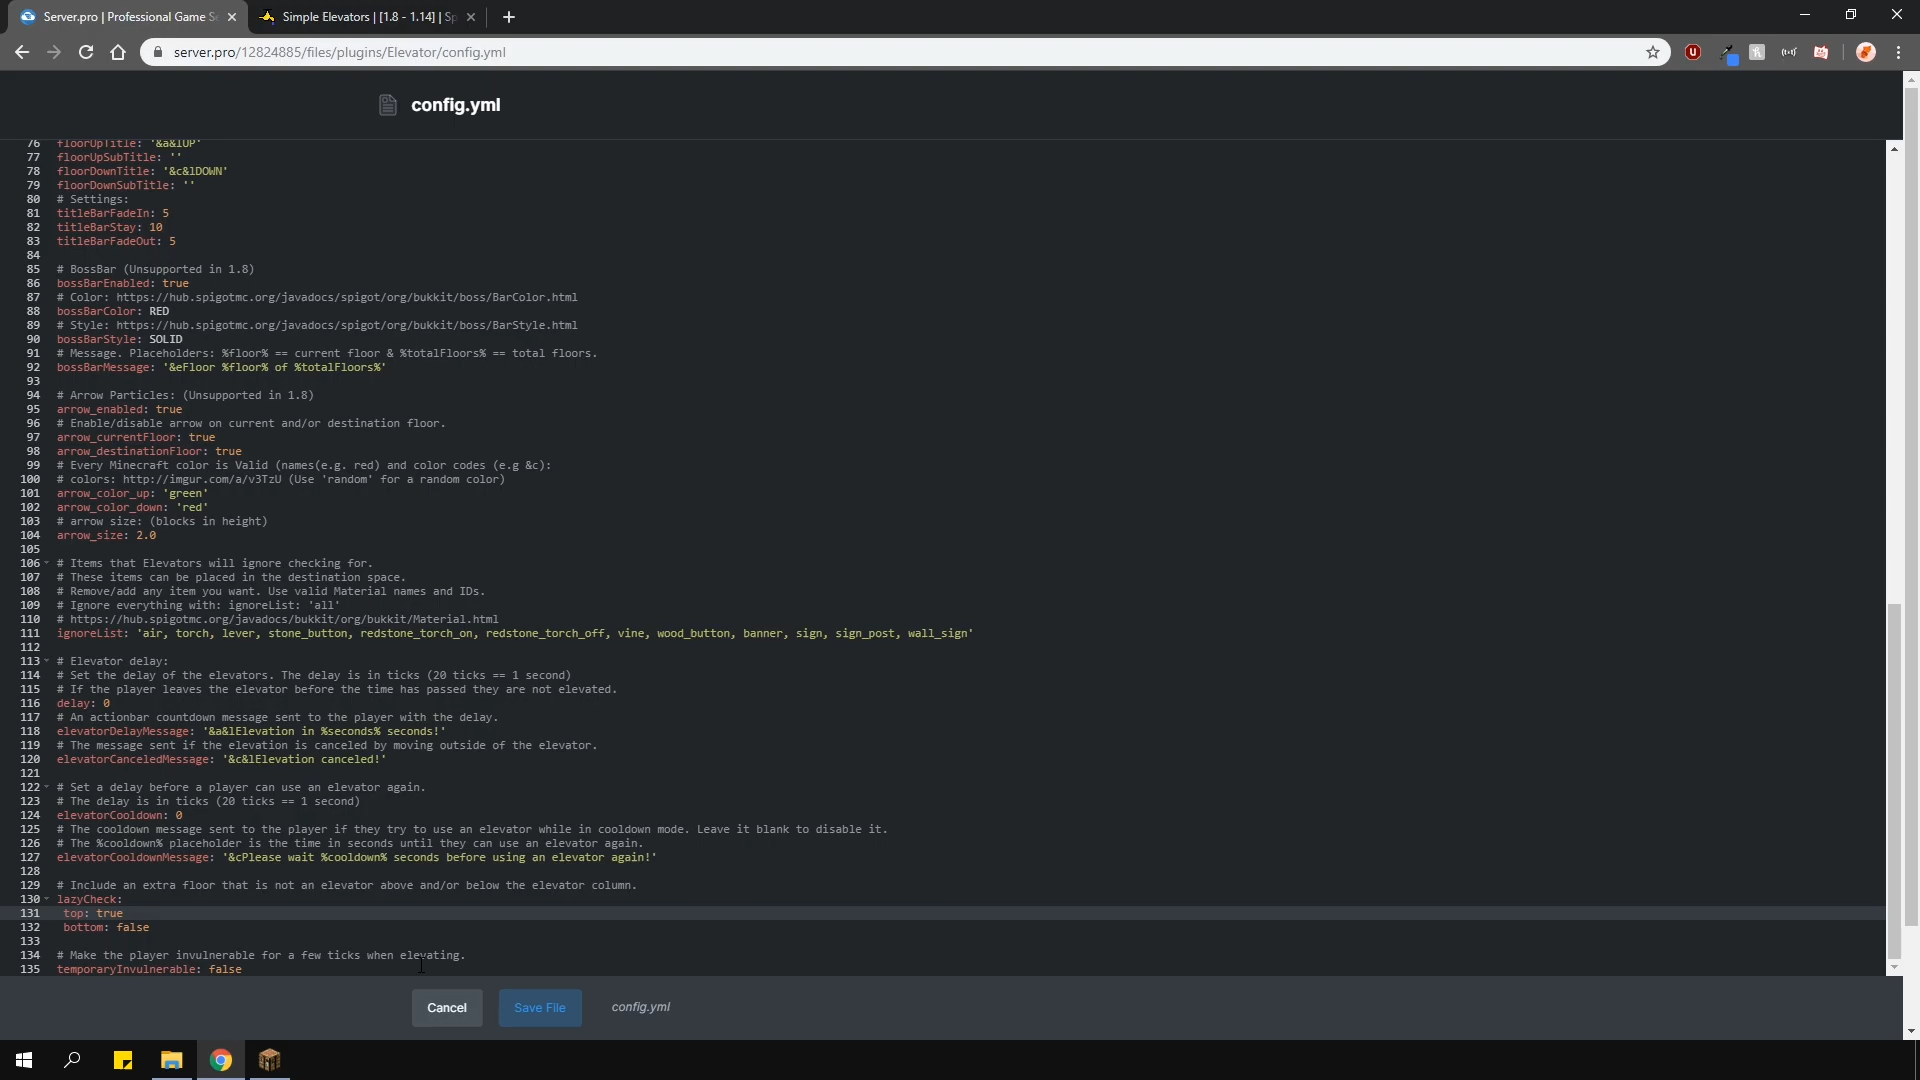 Server.pro | Professional Game S
Simple Elevators | [1.8 - 1.14] | Sp
server.pro/12824885/files/plugins/Elevator/config.yml
config.yml
76 floorUpTitle: '&a&lUP'
77 floorUpSubTitle: ''
78 floorDownTitle: '&c&lDOWN'
79 floorDownSubTitle: ''
80 # Settings:
81 titleBarFadeIn: 5
82 titleBarStay: 10
83 titleBarFadeOut: 5
84
85 # BossBar (Unsupported in 1.8)
86 bossBarEnabled: true
87 # Color: https://hub.spigotmc.org/javadocs/spigot/org/bukkit/boss/BarColor.html
88 bossBarColor: RED
89 # Style: https://hub.spigotmc.org/javadocs/spigot/org/bukkit/boss/BarStyle.html
90 bossBarStyle: SOLID
91 # Message. Placeholders: %floor% == current floor & %totalFloors% == total floors.
92 bossBarMessage: '&eFloor %floor% of %totalFloors%'
93
94 # Arrow Particles: (Unsupported in 1.8)
95 arrow_enabled: true
96 # Enable/disable arrow on current and/or destination floor.
97 arrow_currentFloor: true
98 arrow_destinationFloor: true
99 # Every Minecraft color is Valid (names(e.g. red) and color codes (e.g &c):
100 # colors: http://imgur.com/a/v3TzU (Use 'random' for a random color)
101 arrow_color_up: 'green'
102 arrow_color_down: 'red'
103 # arrow size: (blocks in height)
104 arrow_size: 2.0
105
106 # Items that Elevators will ignore checking for.
107 # These items can be placed in the destination space.
108 # Remove/add any item you want. Use valid Material names and IDs.
109 # Ignore everything with: ignoreList: 'all'
110 # https://hub.spigotmc.org/javadocs/bukkit/org/bukkit/Material.html
111 ignoreList: 'air, torch, lever, stone_button, redstone_torch_on, redstone_torch_off, vine, wood_button, banner, sign, sign_post, wall_sign'
112
113 # Elevator delay:
114 # Set the delay of the elevators. The delay is in ticks (20 ticks == 1 second)
115 # If the player leaves the elevator before the time has passed they are not elevated.
116 delay: 0
117 # An actionbar countdown message sent to the player with the delay.
118 elevatorDelayMessage: '&a&lElevation in %seconds% seconds!'
119 # The message sent if the elevation is canceled by moving outside of the elevator.
120 elevatorCanceledMessage: '&c&lElevation canceled!'
121
122 # Set a delay before a player can use an elevator again.
123 # The delay is in ticks (20 ticks == 1 second)
124 elevatorCooldown: 0
125 # The cooldown message sent to the player if they try to use an elevator while in cooldown mode. Leave it blank to disable it.
126 # The %cooldown% placeholder is the time in seconds until they can use an elevator again.
127 elevatorCooldownMessage: '&cPlease wait %cooldown% seconds before using an elevator again!'
128
129 # Include an extra floor that is not an elevator above and/or below the elevator column.
130 lazyCheck:
131 top: true
132 bottom: false
133
134 # Make the player invulnerable for a few ticks when elevating.
135 temporaryInvulnerable: false
Cancel
Save File
config.yml